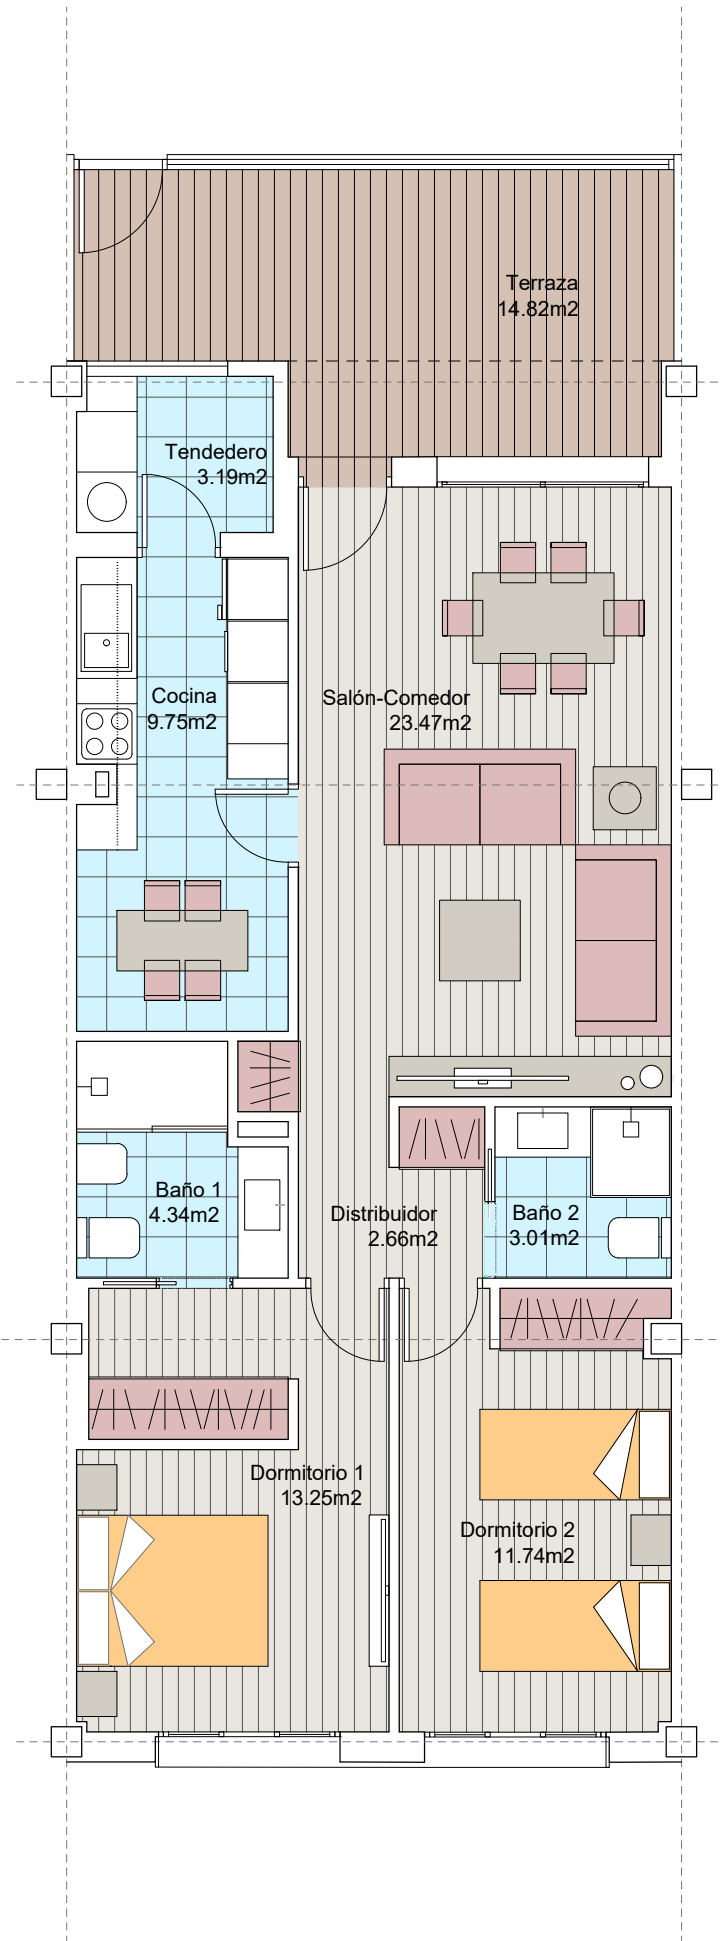 Terraza
14.82m2
Tendedero
3.19m2
Cocina
9.75m2
Salón-Comedor
23.47m2
Baño 1
4.34m2
Distribuidor
2.66m2
Baño 2
3.01m2
Dormitorio 1
13.25m2
Dormitorio 2
11.74m2